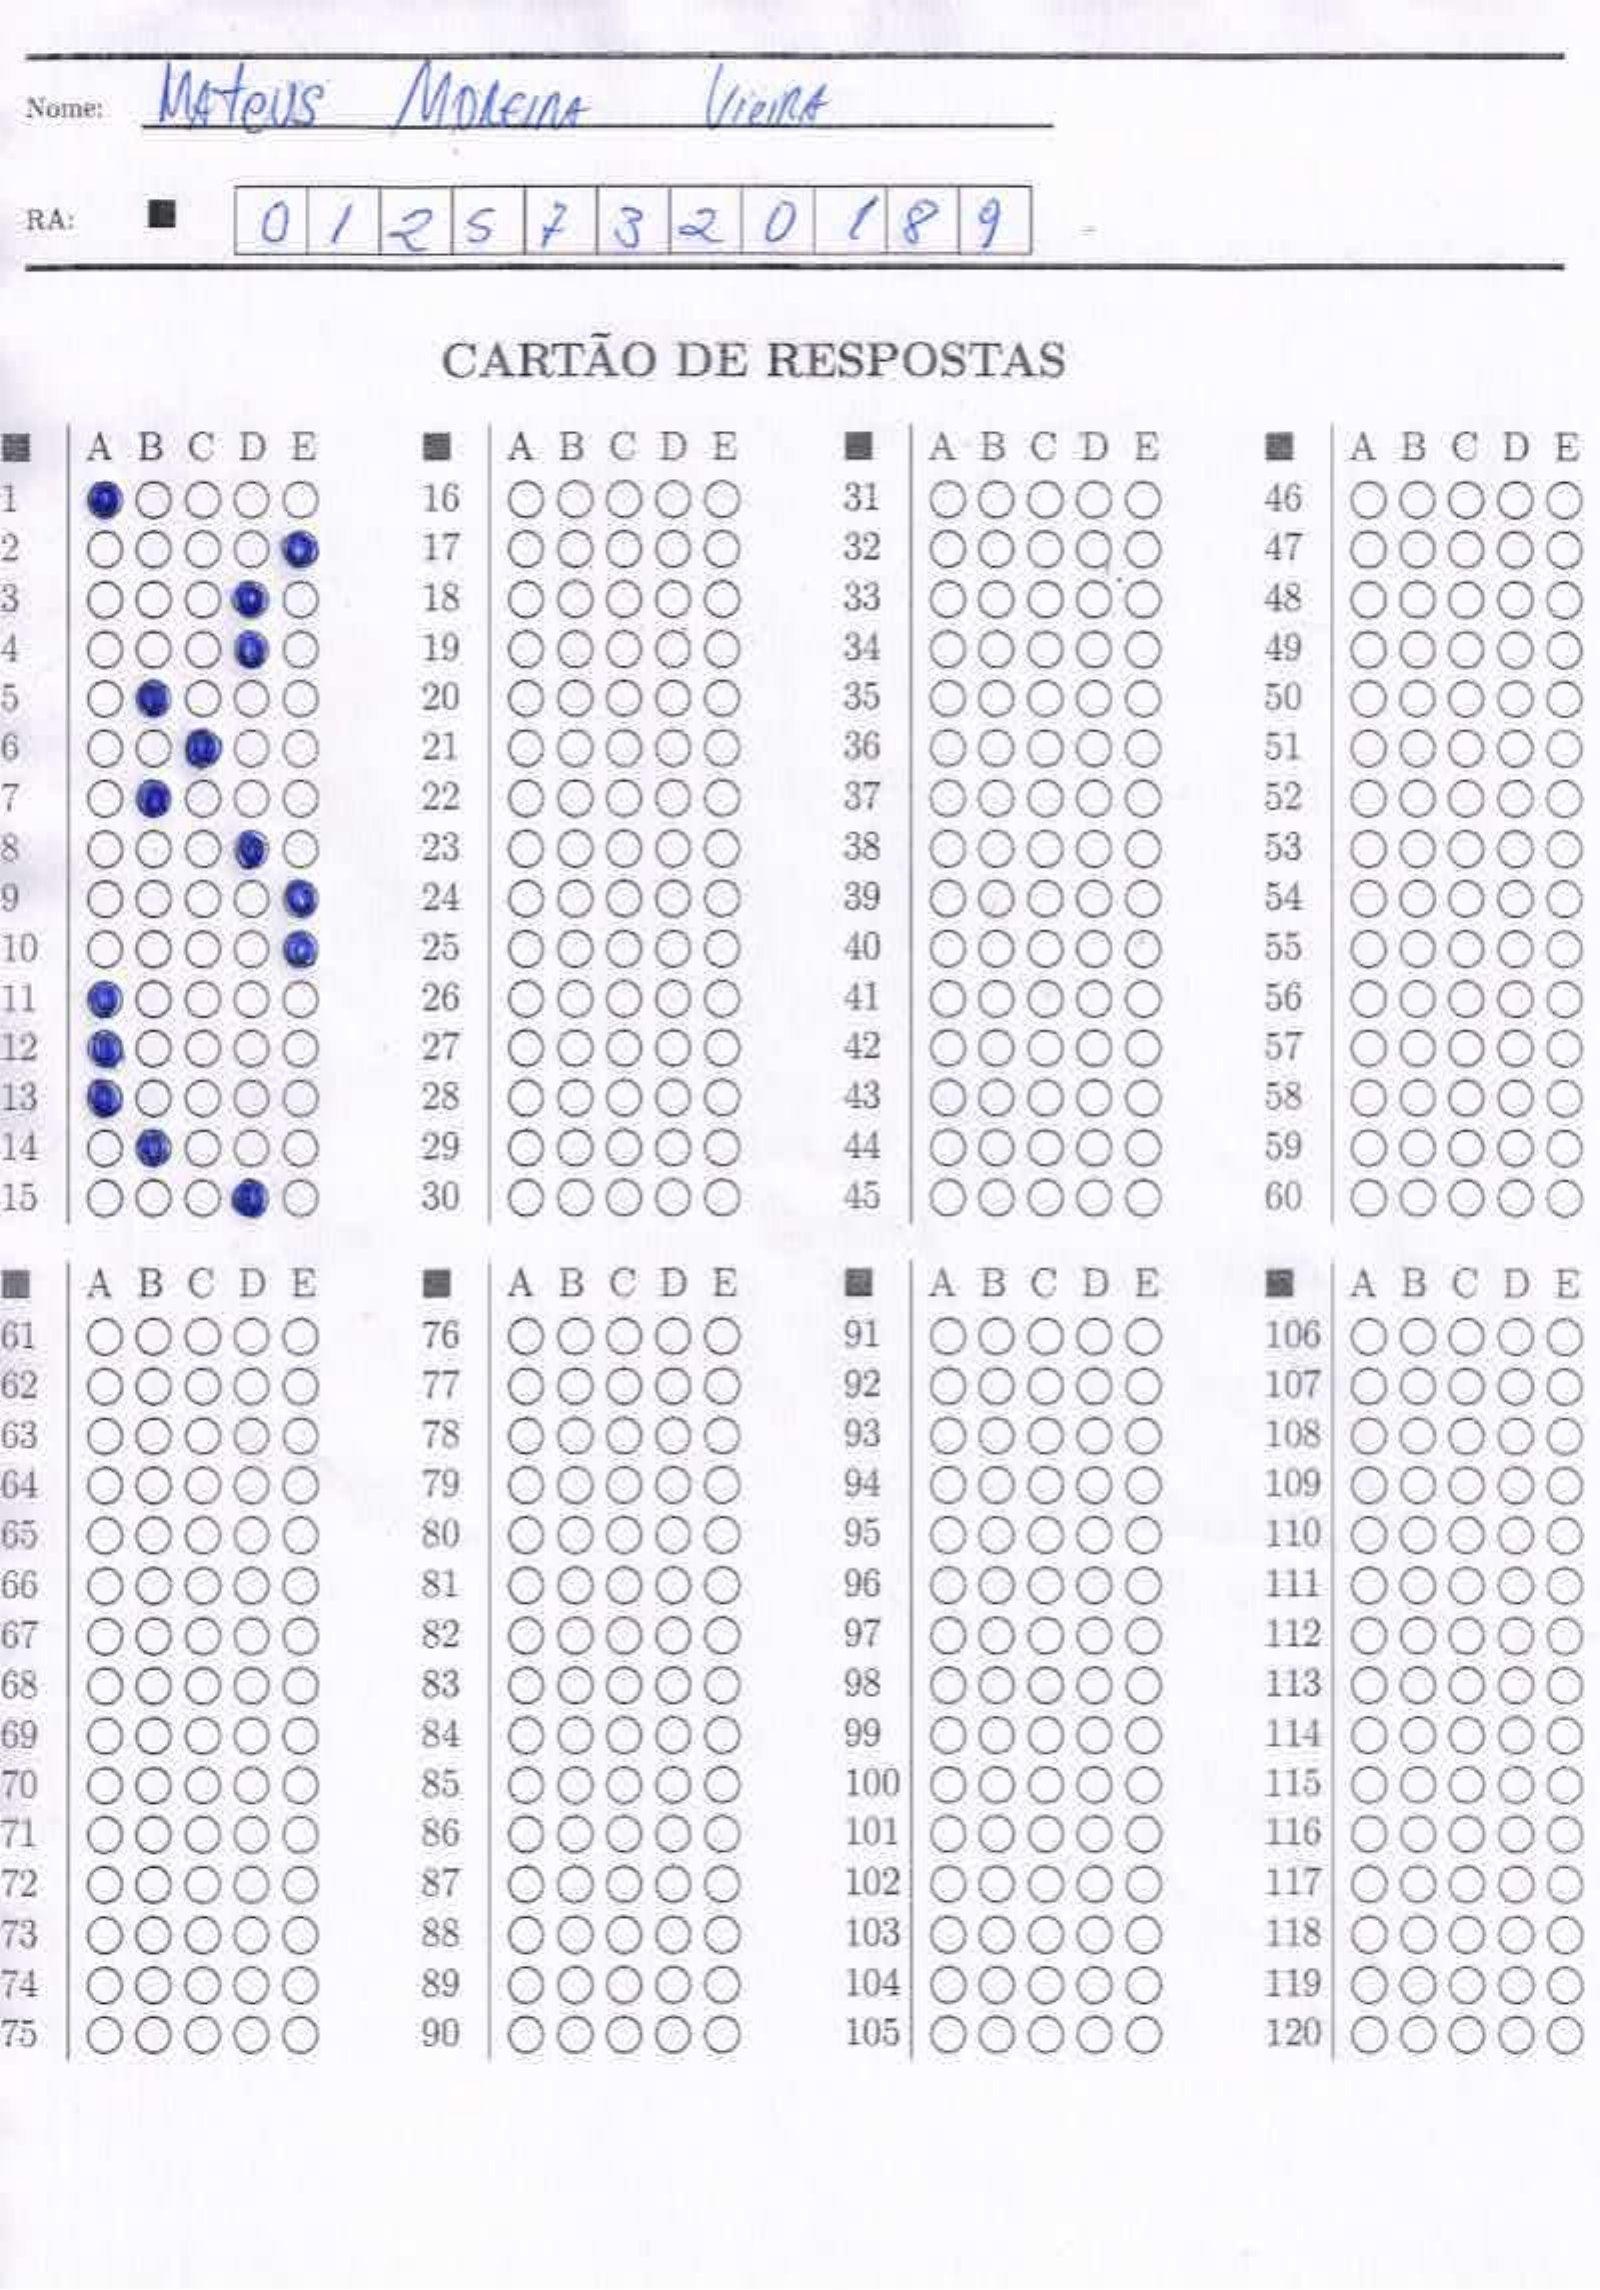 Nome: MAteUS MOREIRA VieiRA
RA: 0 1 2 5 7 3 2 0 1 8 9
CARTÃO DE RESPOSTAS
A B C D E A B C D E A B C D E A B C D E
1 16 31 46
2 17 32 47
3 18 33 48
4 19 34 49
5 20 35 50
6 21 36 51
7 22 37 52
8 23 38 53
9 24 39 54
10 25 40 55
11 26 41 56
12 27 42 57
13 28 43 58
14 29 44 59
15 30 45 60
A B C D E A B C D E A B C D E A B C D E
61 76 91 106
62 77 92 107
63 78 93 108
64 79 94 109
65 80 95 110
66 81 96 111
67 82 97 112
68 83 98 113
69 84 99 114
70 85 100 115
71 86 101 116
72 87 102 117
73 88 103 118
74 89 104 119
75 90 105 120